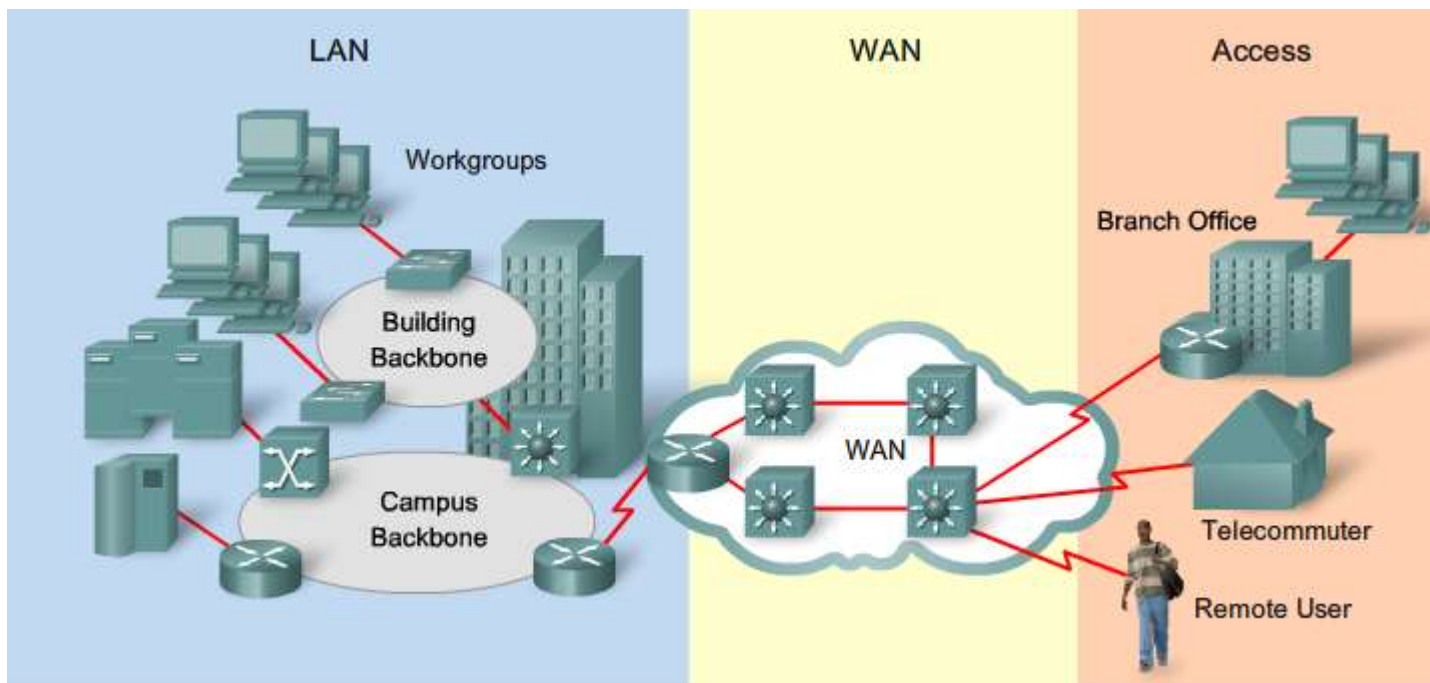 LAN
WAN
Access
Workgroups
Branch Office
Building
Backbone
WAN
Campus
Backbone
Telecommuter
Remote User